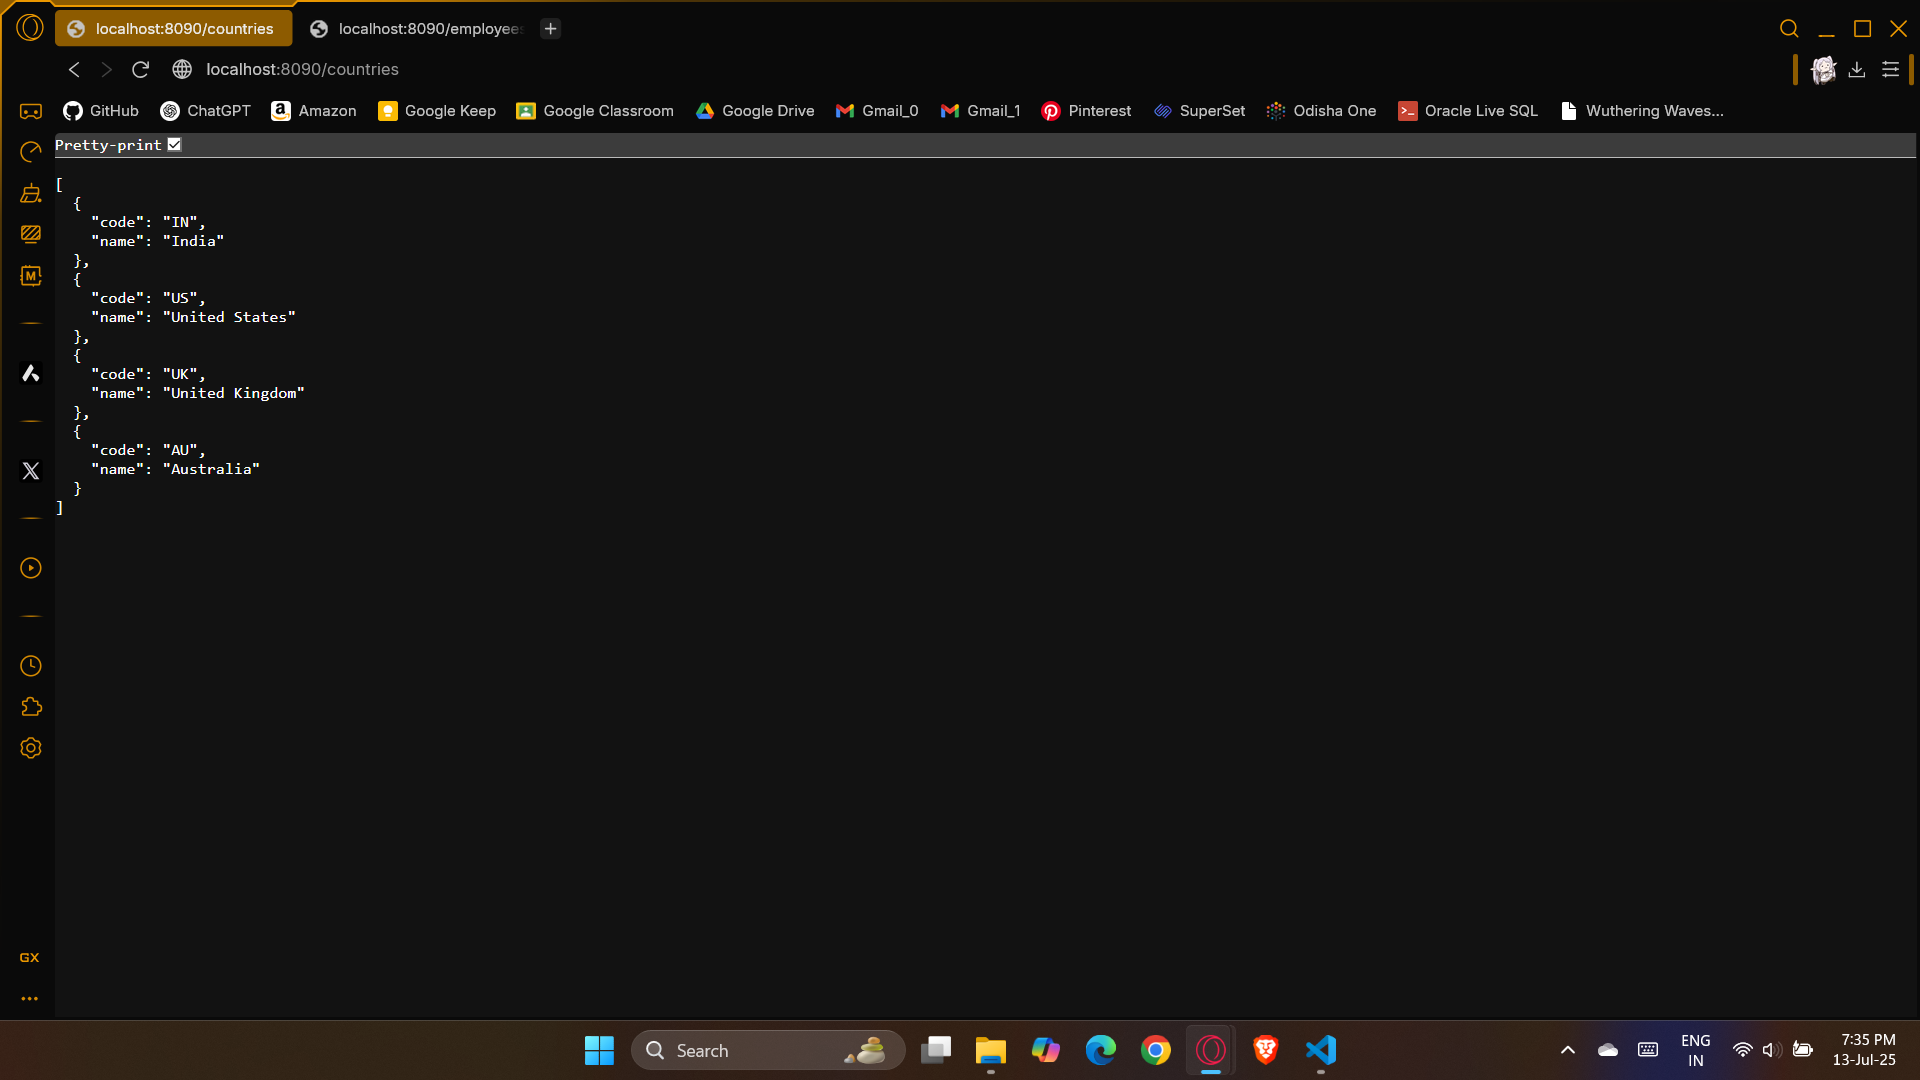 localhost:8090/countries
localhost:8090/employees
localhost:8090/countries
GitHub ChatGPT Amazon Google Keep Google Classroom Google Drive Gmail_0 Gmail_1 Pinterest SuperSet Odisha One Oracle Live SQL Wuthering Waves...
Pretty-print
[
  {
    "code": "IN",
    "name": "India"
  },
  {
    "code": "US",
    "name": "United States"
  },
  {
    "code": "UK",
    "name": "United Kingdom"
  },
  {
    "code": "AU",
    "name": "Australia"
  }
]
M
GX
Search
ENG
IN
7:35 PM
13-Jul-25